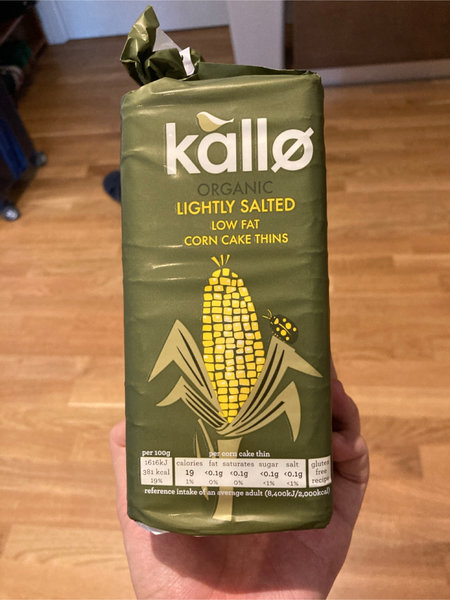 kallø
ORGANIC
LIGHTLY SALTED
LOW FAT
CORN CAKE THINS
per 100g
per corn cake thin
1616kJ
381 kcal
19%
calories fat saturates sugar salt
19 <0.1g <0.1g <0.1g <0.1g
1% 0% 0% <1% <1%
gluten
free
recipe
reference intake of an average adult (8,400kJ/2,000kcal)